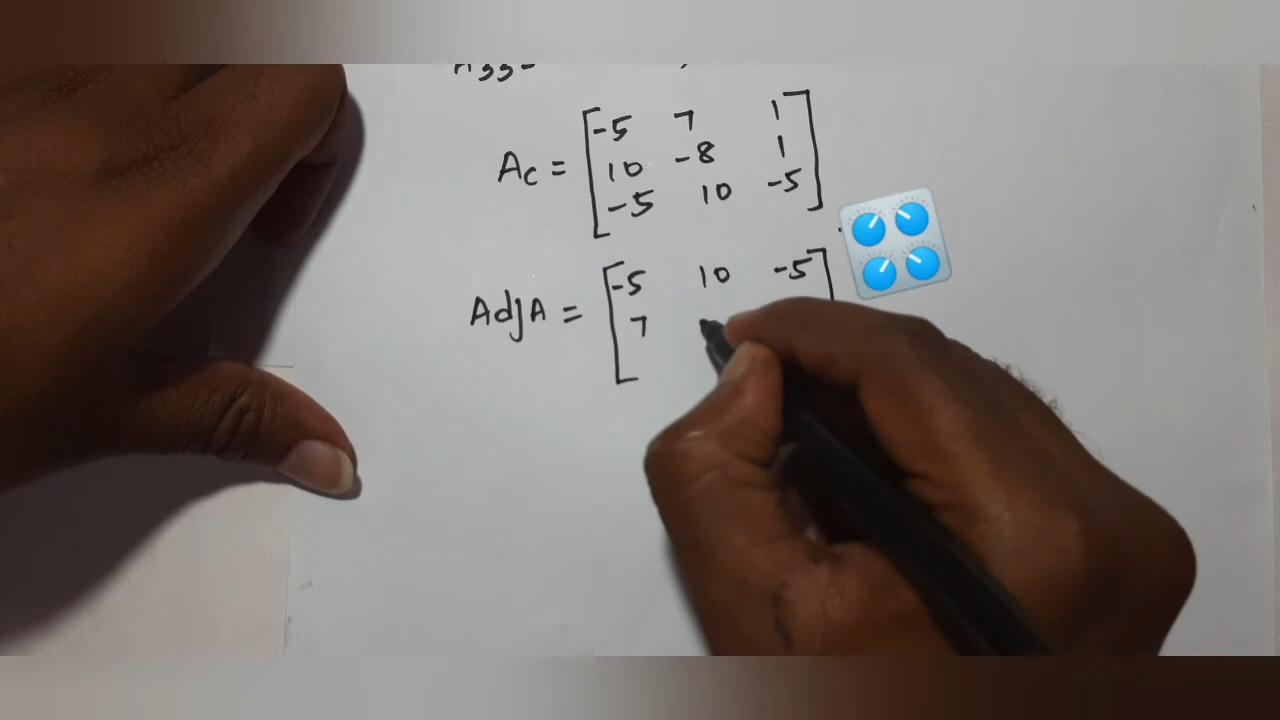 -5 7 1
Ac = 10 -8 1
-5 10 -5
-5 10 -5
AdjA =
7